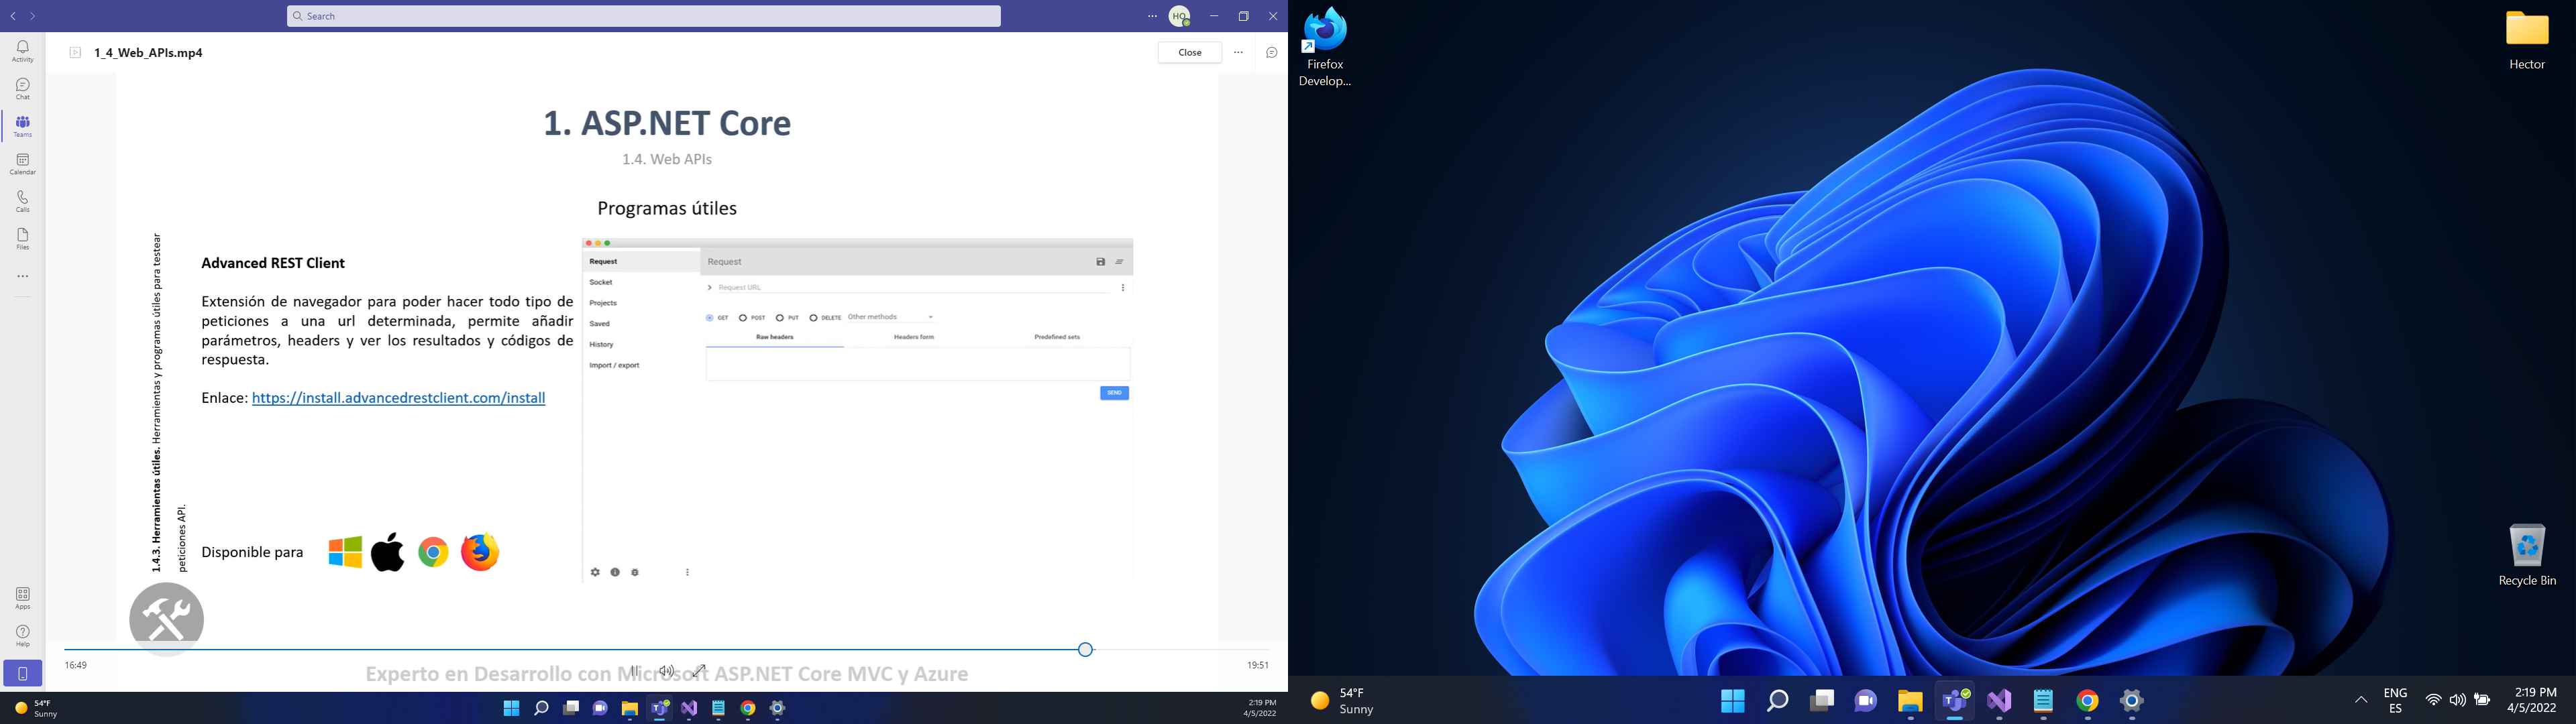 Search
HQ
Activity
Chat
Teams
Calendar
Calls
Files
Apps
Help
1_4_Web_APIs.mp4
Close
1. ASP.NET Core
1.4. Web APIs
Programas útiles
1.4.3. Herramientas útiles. Herramientas y programas útiles para testear
peticiones API.
Advanced REST Client
Extensión de navegador para poder hacer todo tipo de
peticiones a una url determinada, permite añadir
parámetros, headers y ver los resultados y códigos de
respuesta.
Enlace: https://install.advancedrestclient.com/install
Disponible para
Request
Socket
Projects
Saved
History
Import / export
Request
Request URL
GET POST PUT DELETE Other methods
Raw headers Headers form Predefined sets
SEND
16:49
19:51
Experto en Desarrollo con Microsoft ASP.NET Core MVC y Azure
54°F
Sunny
2:19 PM
4/5/2022
Firefox
Develop...
Hector
Recycle Bin
54°F
Sunny
ENG
ES
2:19 PM
4/5/2022